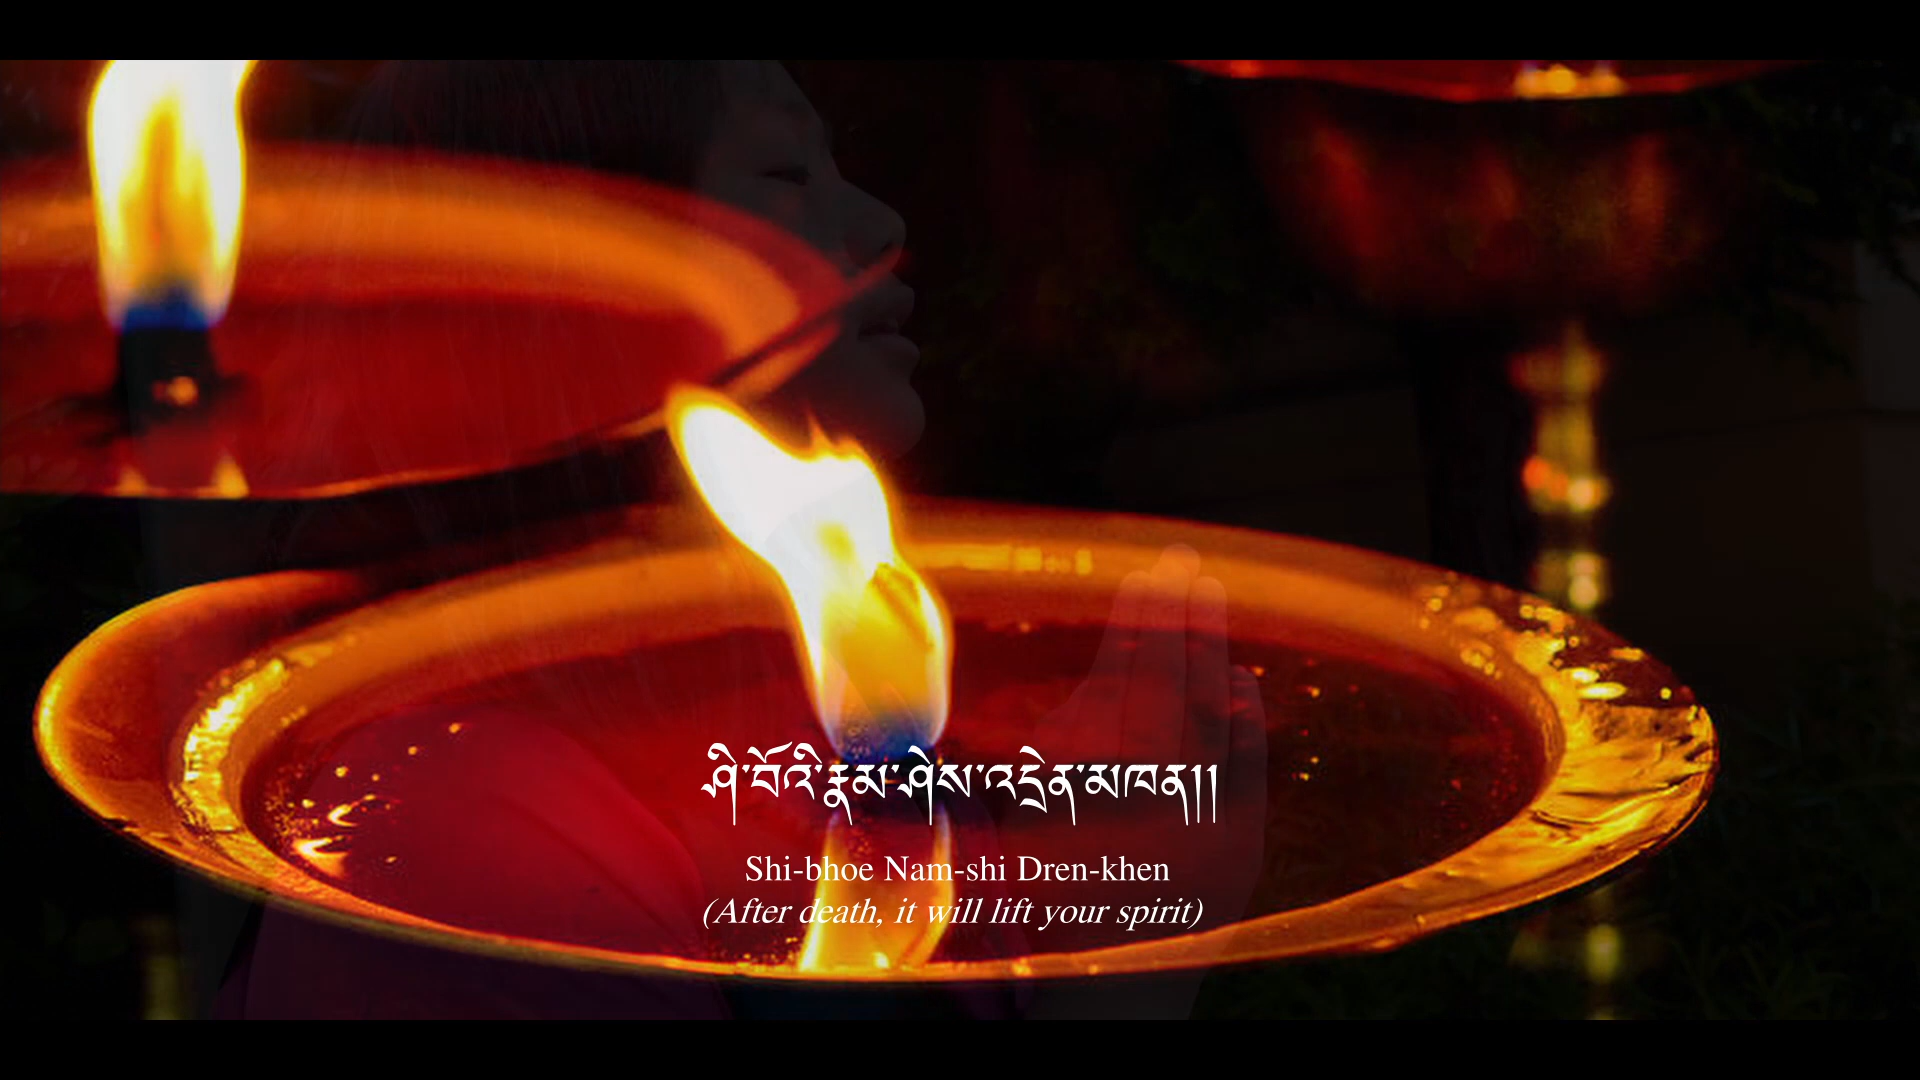 ཤི་བོའི་རྣམ་ཤེས་འདྲེན་མཁན།།
Shi-bhoe Nam-shi Dren-khen
(After death, it will lift your spirit)